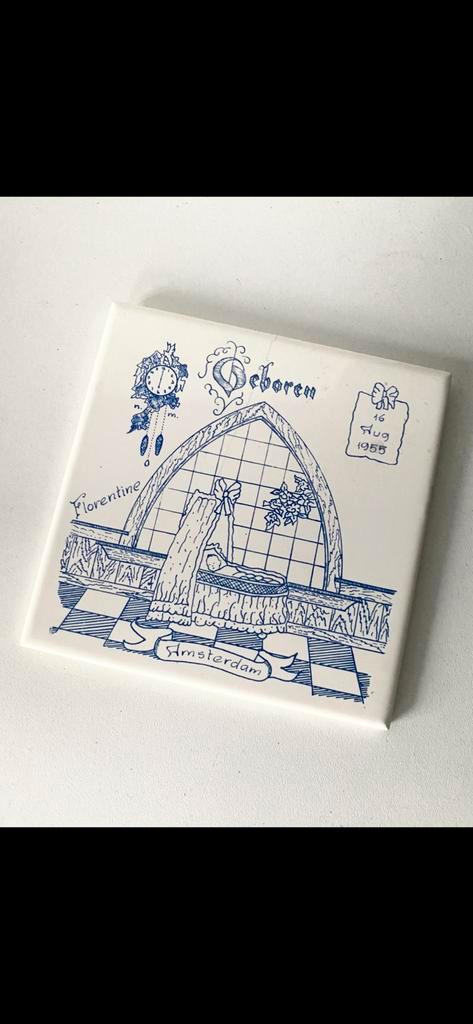 Geboren
n. m.
16
Aug
1955
Florentine
Amsterdam